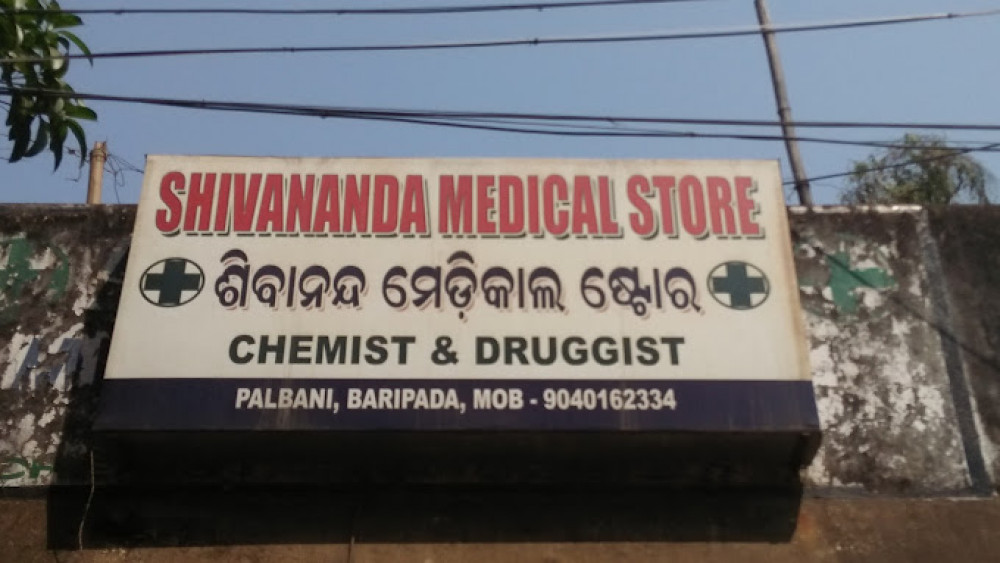 SHIVANANDA MEDICAL STORE
ଶିବାନନ୍ଦ ମେଡ଼ିକାଲ ଷ୍ଟୋର୍
CHEMIST & DRUGGIST
PALBANI, BARIPADA, MOB - 9040162334